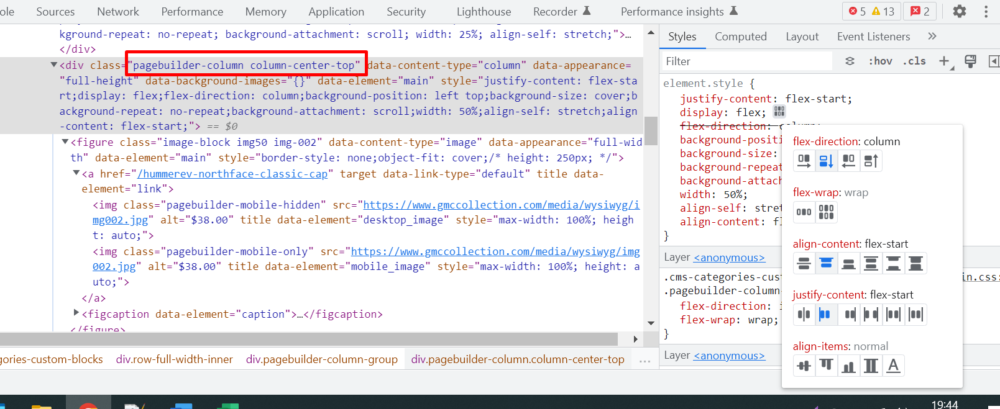 ole Sources Network Performance Memory Application Security Lighthouse Recorder Performance insights 5 13 2
kground-repeat: no-repeat; background-attachment: scroll; width: 25%; align-self: stretch;">…
</div>
<div class="pagebuilder-column column-center-top" data-content-type="column" data-appearance=
"full-height" data-background-images="{}" data-element="main" style="justify-content: flex-sta
rt;display: flex;flex-direction: column;background-position: left top;background-size: cover;b
ackground-repeat: no-repeat;background-attachment: scroll;width: 50%;align-self: stretch;align
-content: flex-start;"> == $0
<figure class="image-block img50 img-002" data-content-type="image" data-appearance="full-wid
th" data-element="main" style="border-style: none;object-fit: cover;/* height: 250px; */">
<a href="/hummerev-northface-classic-cap" target data-link-type="default" title data-
element="link">
<img class="pagebuilder-mobile-hidden" src="https://www.gmccollection.com/media/wysiwyg/i
mg002.jpg" alt="$38.00" title data-element="desktop_image" style="max-width: 100%; heigh
t: auto;">
<img class="pagebuilder-mobile-only" src="https://www.gmccollection.com/media/wysiwyg/img
002.jpg" alt="$38.00" title data-element="mobile_image" style="max-width: 100%; height: a
uto;">
</a>
<figcaption data-element="caption">…</figcaption>
</figure>
gories-custom-blocks div.row-full-width-inner div.pagebuilder-column-group div.pagebuilder-column.column-center-top ...
Styles Computed Layout Event Listeners »
Filter :hov .cls +
element.style {
justify-content: flex-start;
display: flex;
flex-direction: column;
background-positi
background-size:
background-repeat
background-attach
width: 50%;
align-self: stret
align-content: fl
}
Layer <anonymous>
.cms-categories-cus in.css:
.pagebuilder-column
flex-direction:
flex-wrap: wrap;
}
Layer <anonymous>
flex-direction: column
flex-wrap: wrap
align-content: flex-start
justify-content: flex-start
align-items: normal
19:44